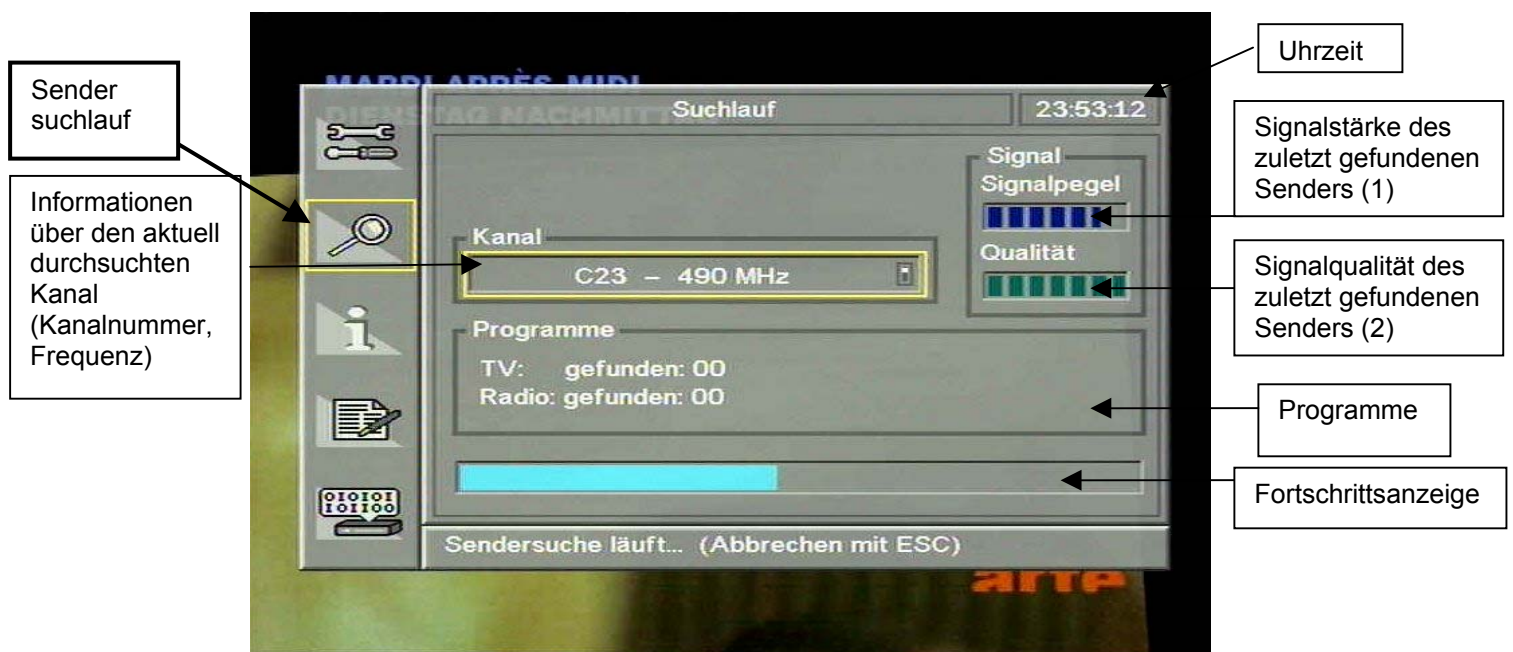 Sender
suchlauf
Informationen
über den aktuell
durchsuchten
Kanal
(Kanalnummer,
Frequenz)
MARDI APRÈS-MIDI
DIENSTAG NACHMITTAG
Suchlauf
23:53:12
Signal
Signalpegel
Qualität
Kanal
C23 – 490 MHz
Programme
TV: gefunden: 00
Radio: gefunden: 00
OIOIOI
IOIIOO
Sendersuche läuft... (Abbrechen mit ESC)
arte
Uhrzeit
Signalstärke des
zuletzt gefundenen
Senders (1)
Signalqualität des
zuletzt gefundenen
Senders (2)
Programme
Fortschrittsanzeige